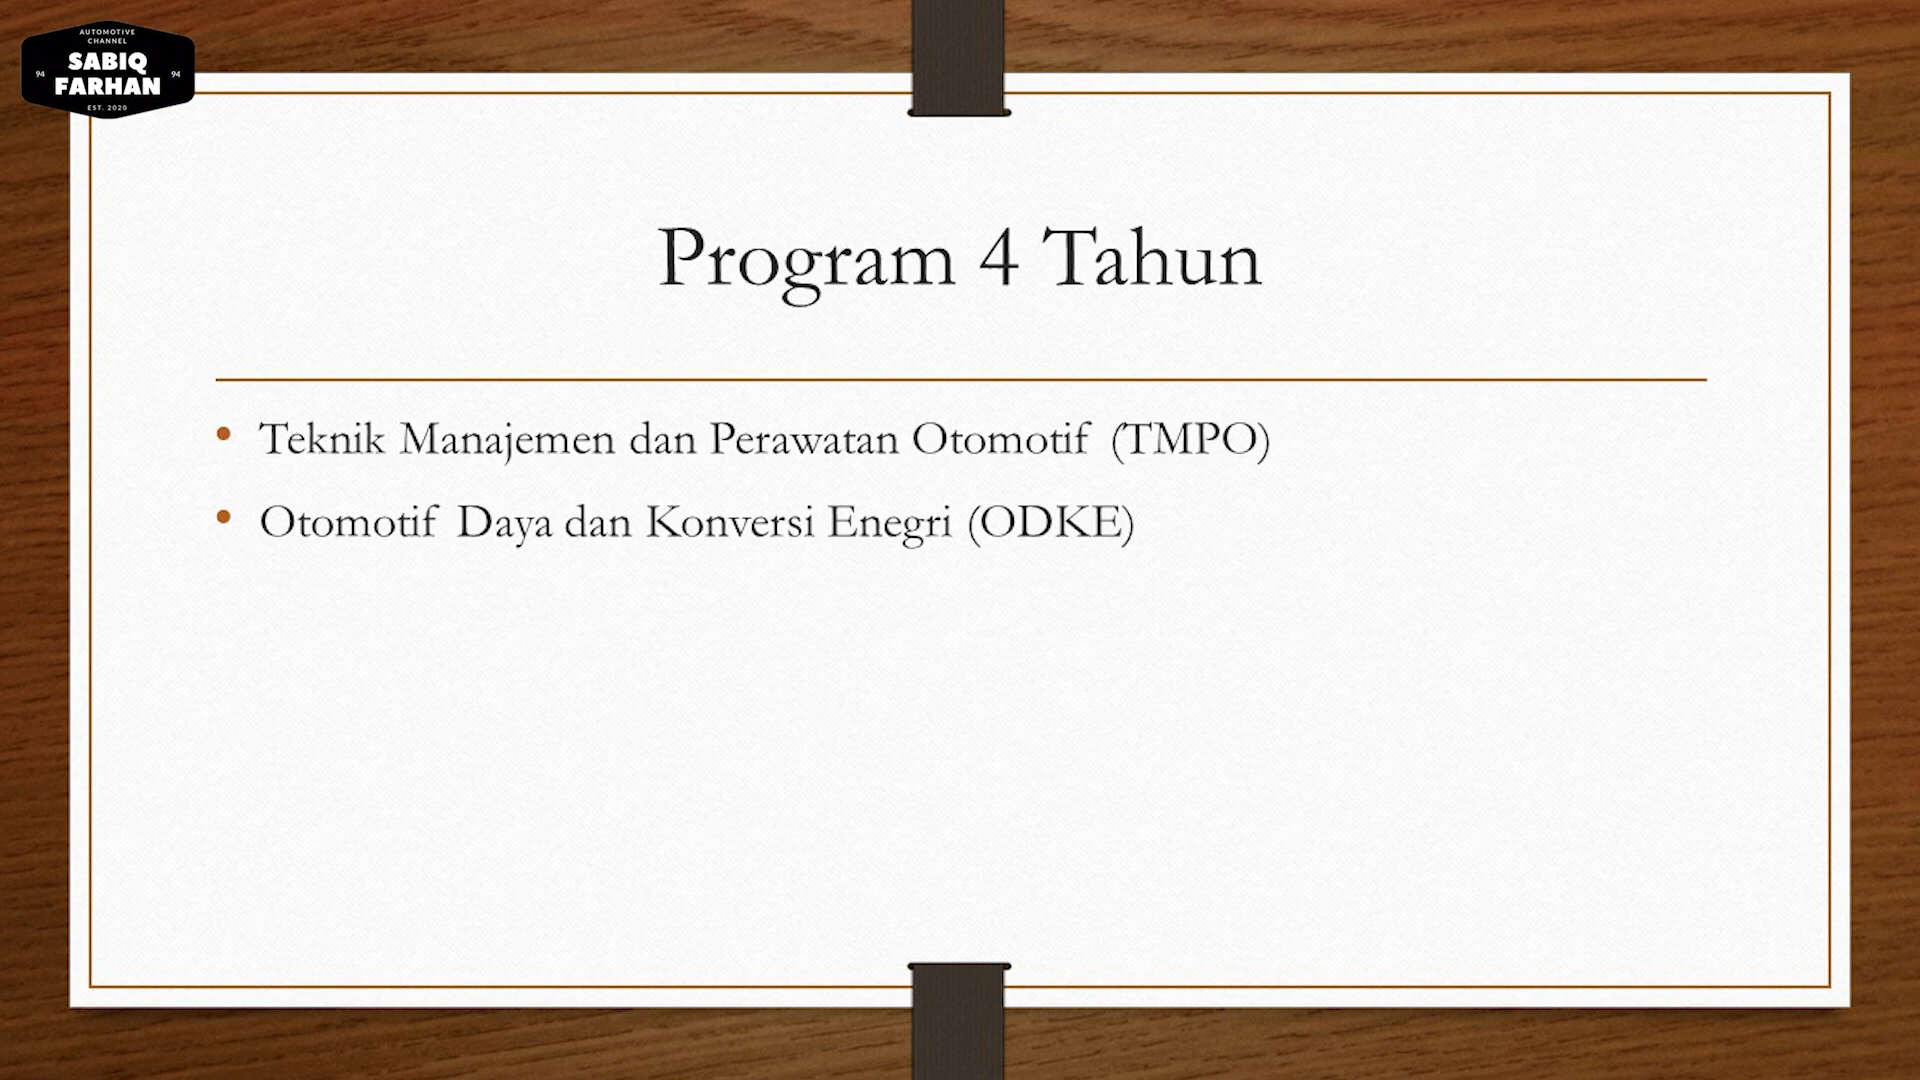 AUTOMOTIVE
CHANNEL
SABIQ
94 FARHAN 94
EST. 2020
Program 4 Tahun
• Teknik Manajemen dan Perawatan Otomotif (TMPO)
• Otomotif Daya dan Konversi Enegri (ODKE)